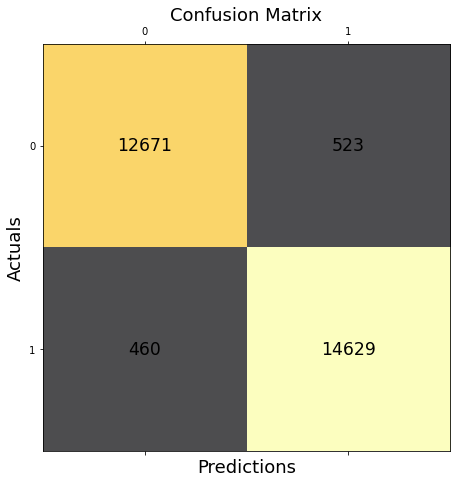 Confusion Matrix
0 1
0 12671 523
Actuals
1 460 14629
Predictions